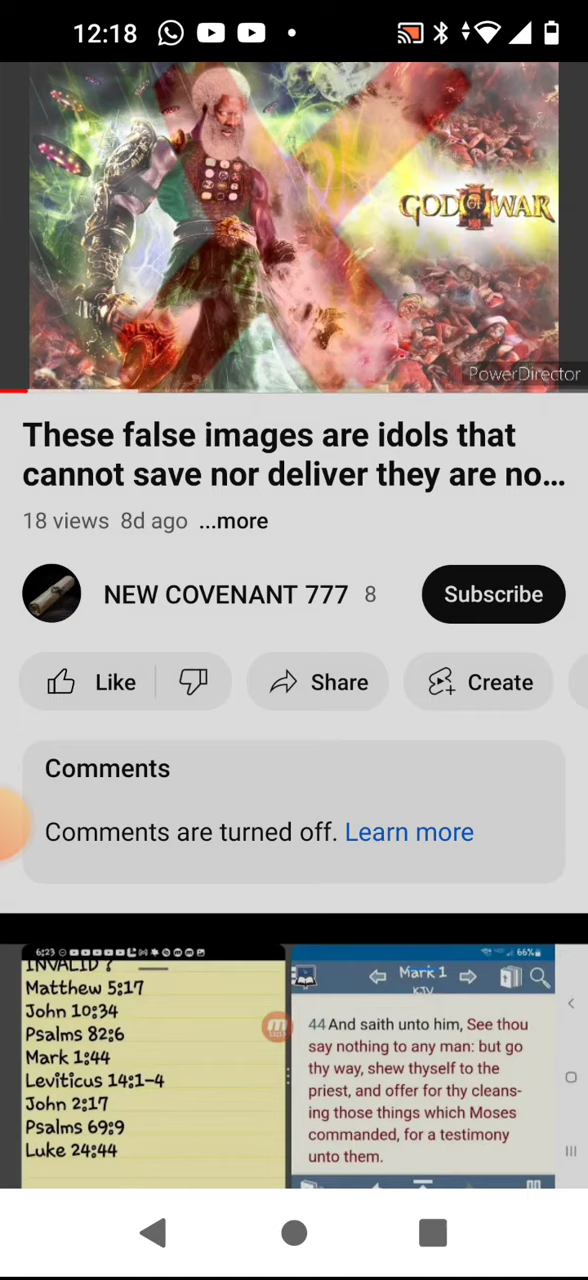 12:18
GOD OF WAR
III
PowerDirector
These false images are idols that
cannot save nor deliver they are no...
18 views 8d ago ...more
NEW COVENANT 777 8
Subscribe
Like
Share
Create
Comments
Comments are turned off. Learn more
6:23
66%
INVALID ?
Matthew 5:17
John 10:34
Psalms 82:6
Mark 1:44
Leviticus 14:1-4
John 2:17
Psalms 69:9
Luke 24:44
Mark 1
KJV
44 And saith unto him, See thou
say nothing to any man: but go
thy way, shew thyself to the
priest, and offer for thy cleans-
ing those things which Moses
commanded, for a testimony
unto them.